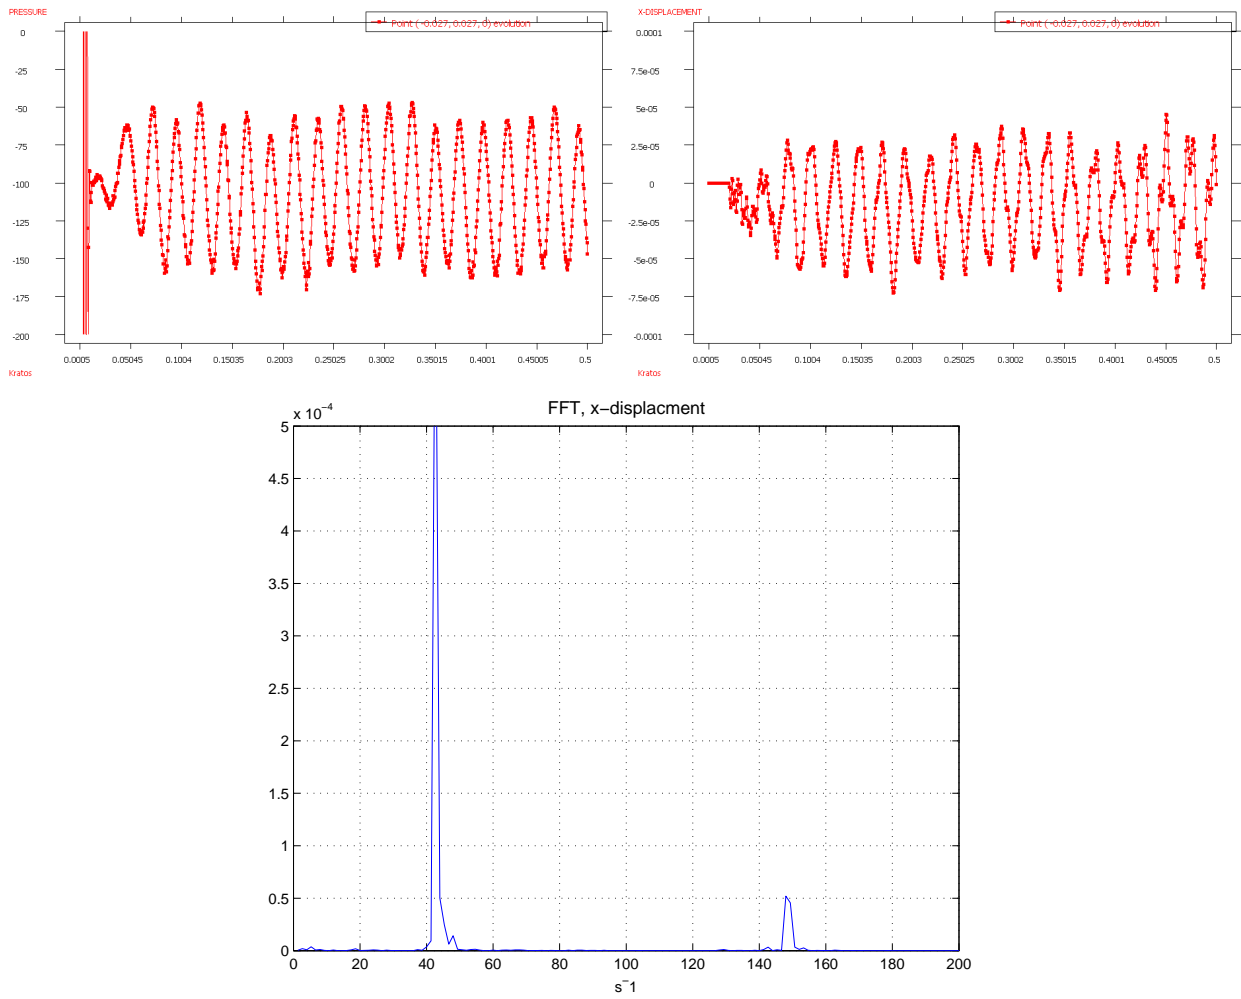 PRESSURE
Point ( -0.027, 0.027, 0) evolution
0
-25
-50
-75
-100
-125
-150
-175
-200
0.0005 0.05045 0.1004 0.15035 0.2003 0.25025 0.3002 0.35015 0.4001 0.45005 0.5
Kratos
X-DISPLACEMENT
Point ( -0.027, 0.027, 0) evolution
0.0001
7.5e-05
5e-05
2.5e-05
0
-2.5e-05
-5e-05
-7.5e-05
-0.0001
0.0005 0.05045 0.1004 0.15035 0.2003 0.25025 0.3002 0.35015 0.4001 0.45005 0.5
Kratos
FFT, x−displacment
x 10−4
5
4.5
4
3.5
3
2.5
2
1.5
1
0.5
0
0 20 40 60 80 100 120 140 160 180 200
s−1